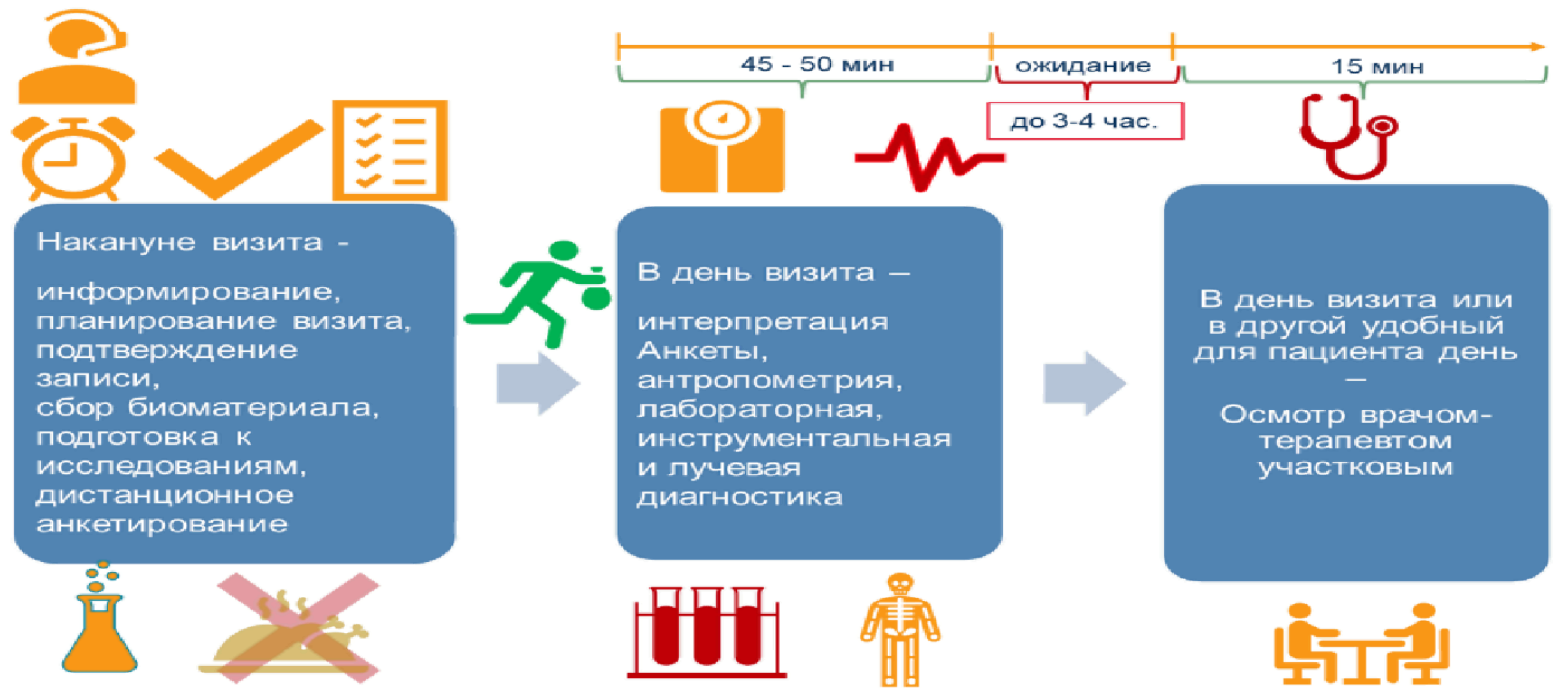 45 - 50 мин
ожидание
15 мин
до 3-4 час.
Накануне визита -
информирование,
планирование визита,
подтверждение
записи,
сбор биоматериала,
подготовка к
исследованиям,
дистанционное
анкетирование
В день визита –
интерпретация
Анкеты,
антропометрия,
лабораторная,
инструментальная
и лучевая
диагностика
В день визита или
в другой удобный
для пациента день
–
Осмотр врачом-
терапевтом
участковым